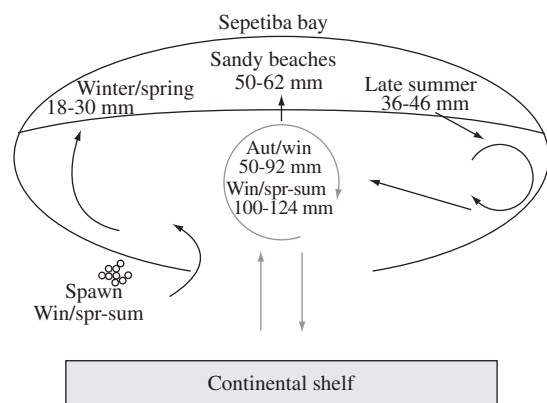 Sepetiba bay
Sandy beaches
50-62 mm
Winter/spring
18-30 mm
Late summer
36-46 mm
Aut/win
50-92 mm
Win/spr-sum
100-124 mm
Spawn
Win/spr-sum
Continental shelf